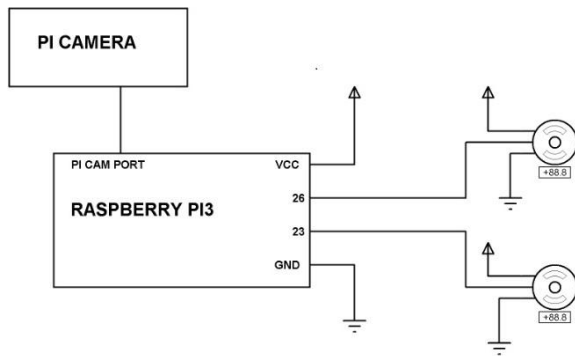 PI CAMERA
PI CAM PORT
VCC
26
RASPBERRY PI3
23
GND
+88.8
+88.8